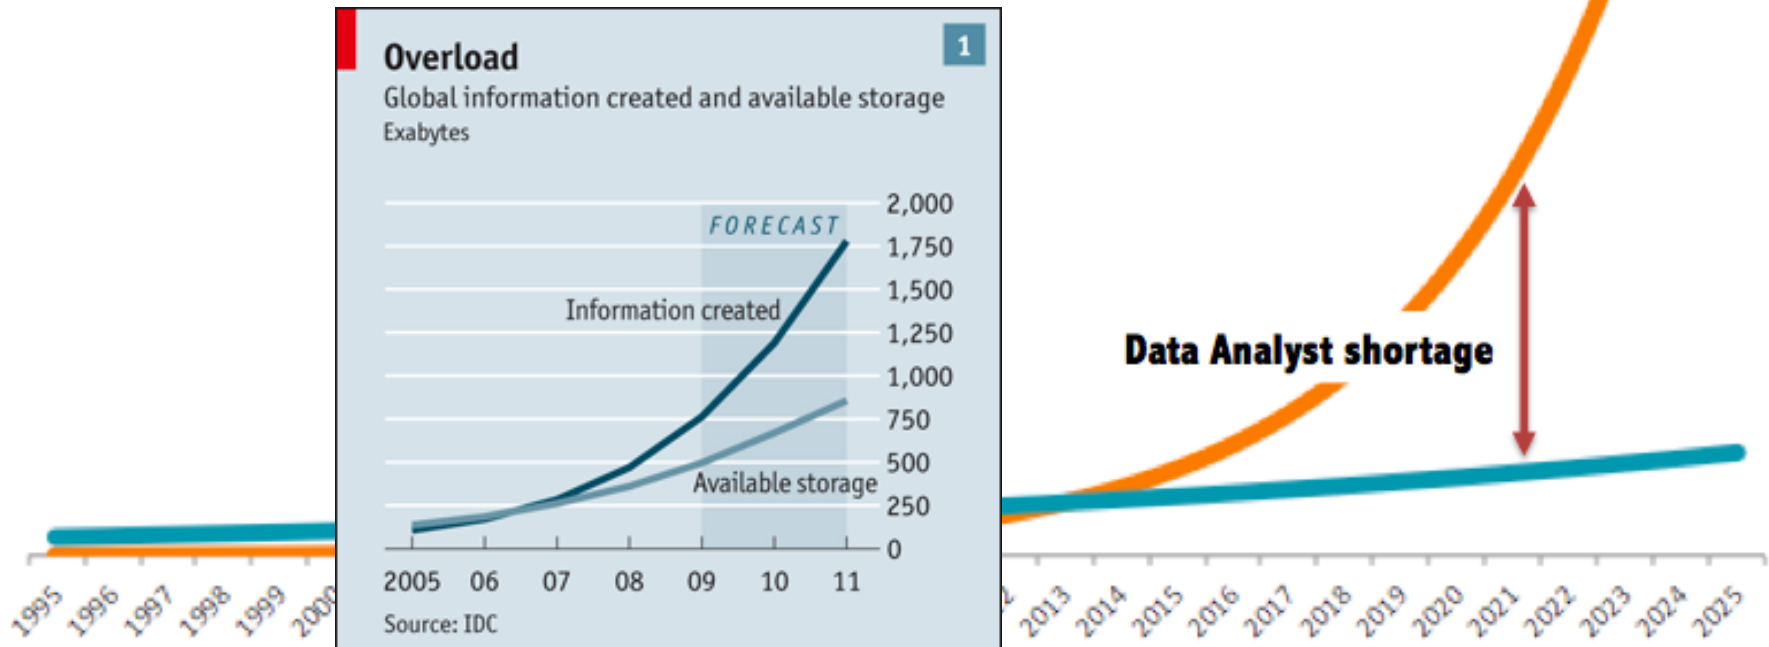 Overload
1
Global information created and available storage
Exabytes
2,000
FORECAST
1,750
1,500
Information created
1,250
1,000
750
500
Available storage
250
0
2005 06 07 08 09 10 11
Source: IDC
Data Analyst shortage
1995 1996 1997 1998 1999 2013 2014 2015 2016 2017 2018 2019 2020 2021 2022 2023 2024 2025